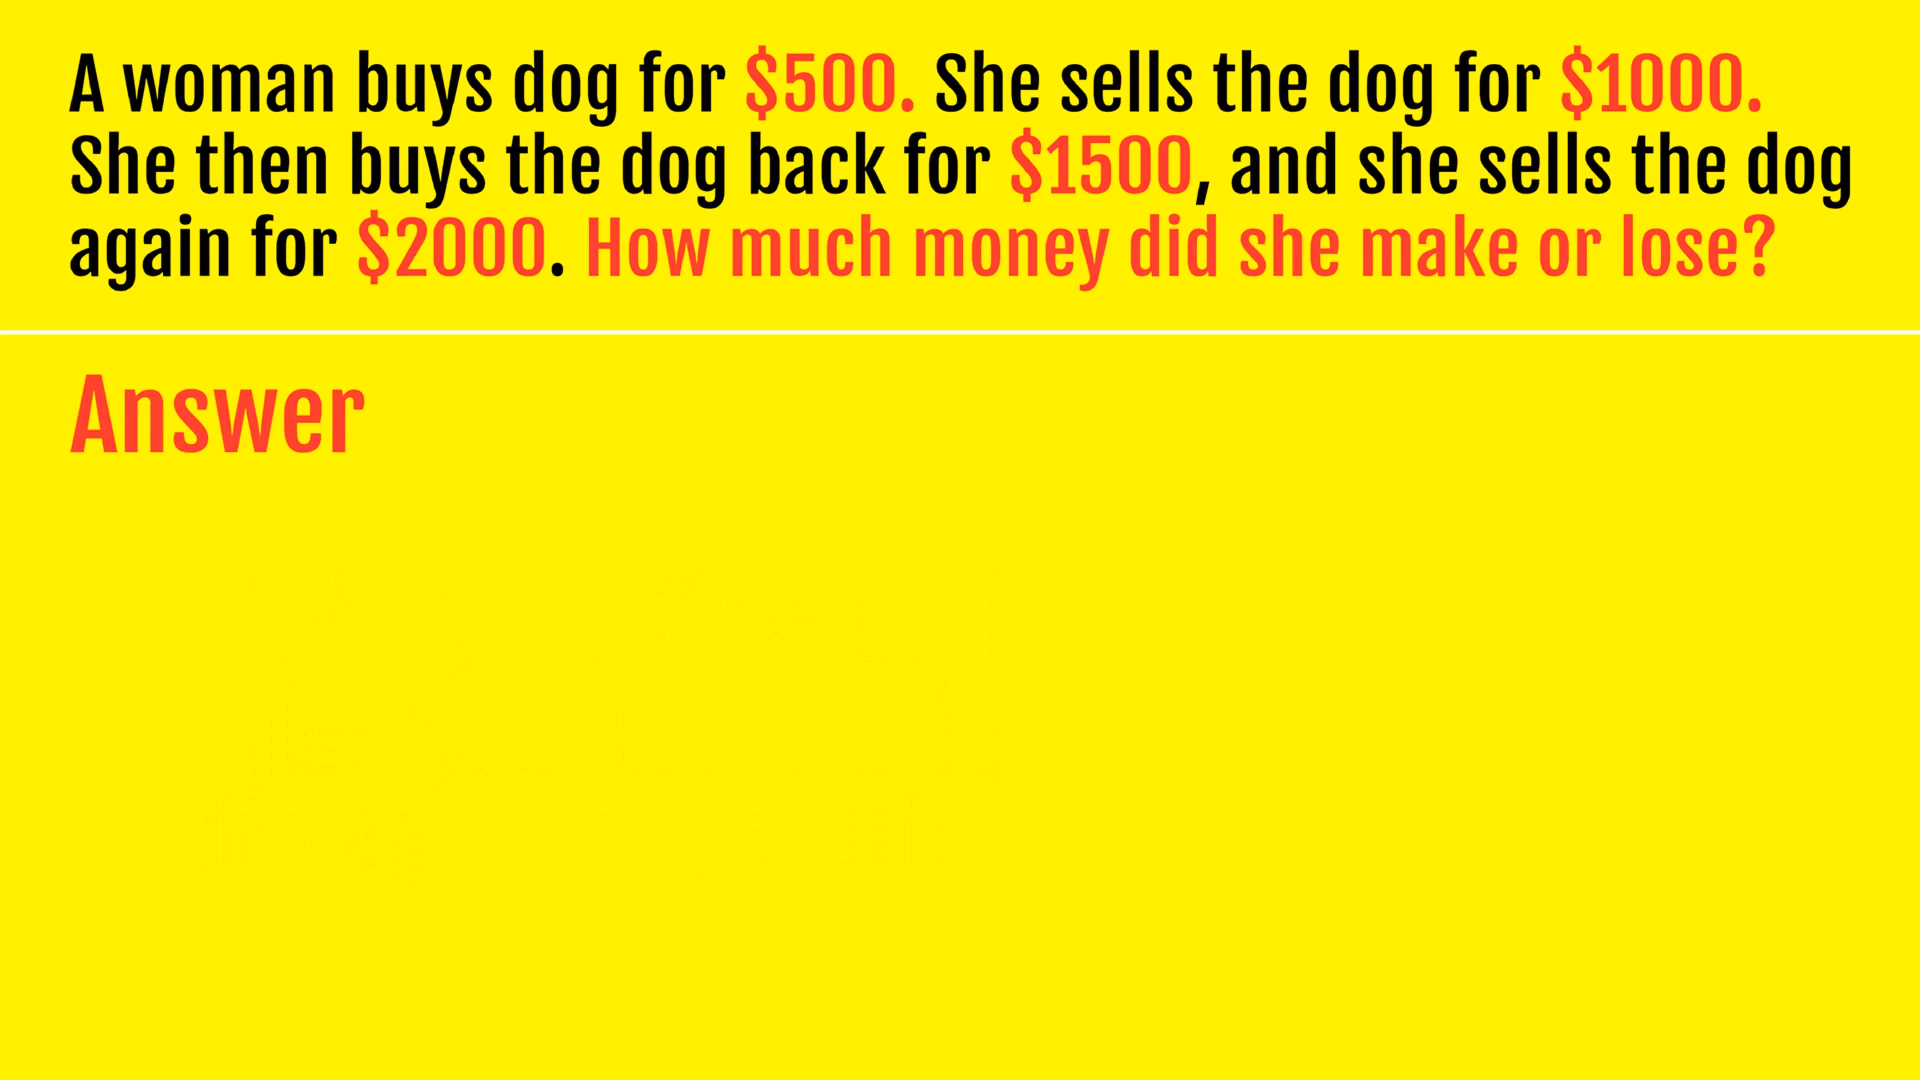 A woman buys dog for $500. She sells the dog for $1000.
She then buys the dog back for $1500, and she sells the dog
again for $2000. How much money did she make or lose?
Answer